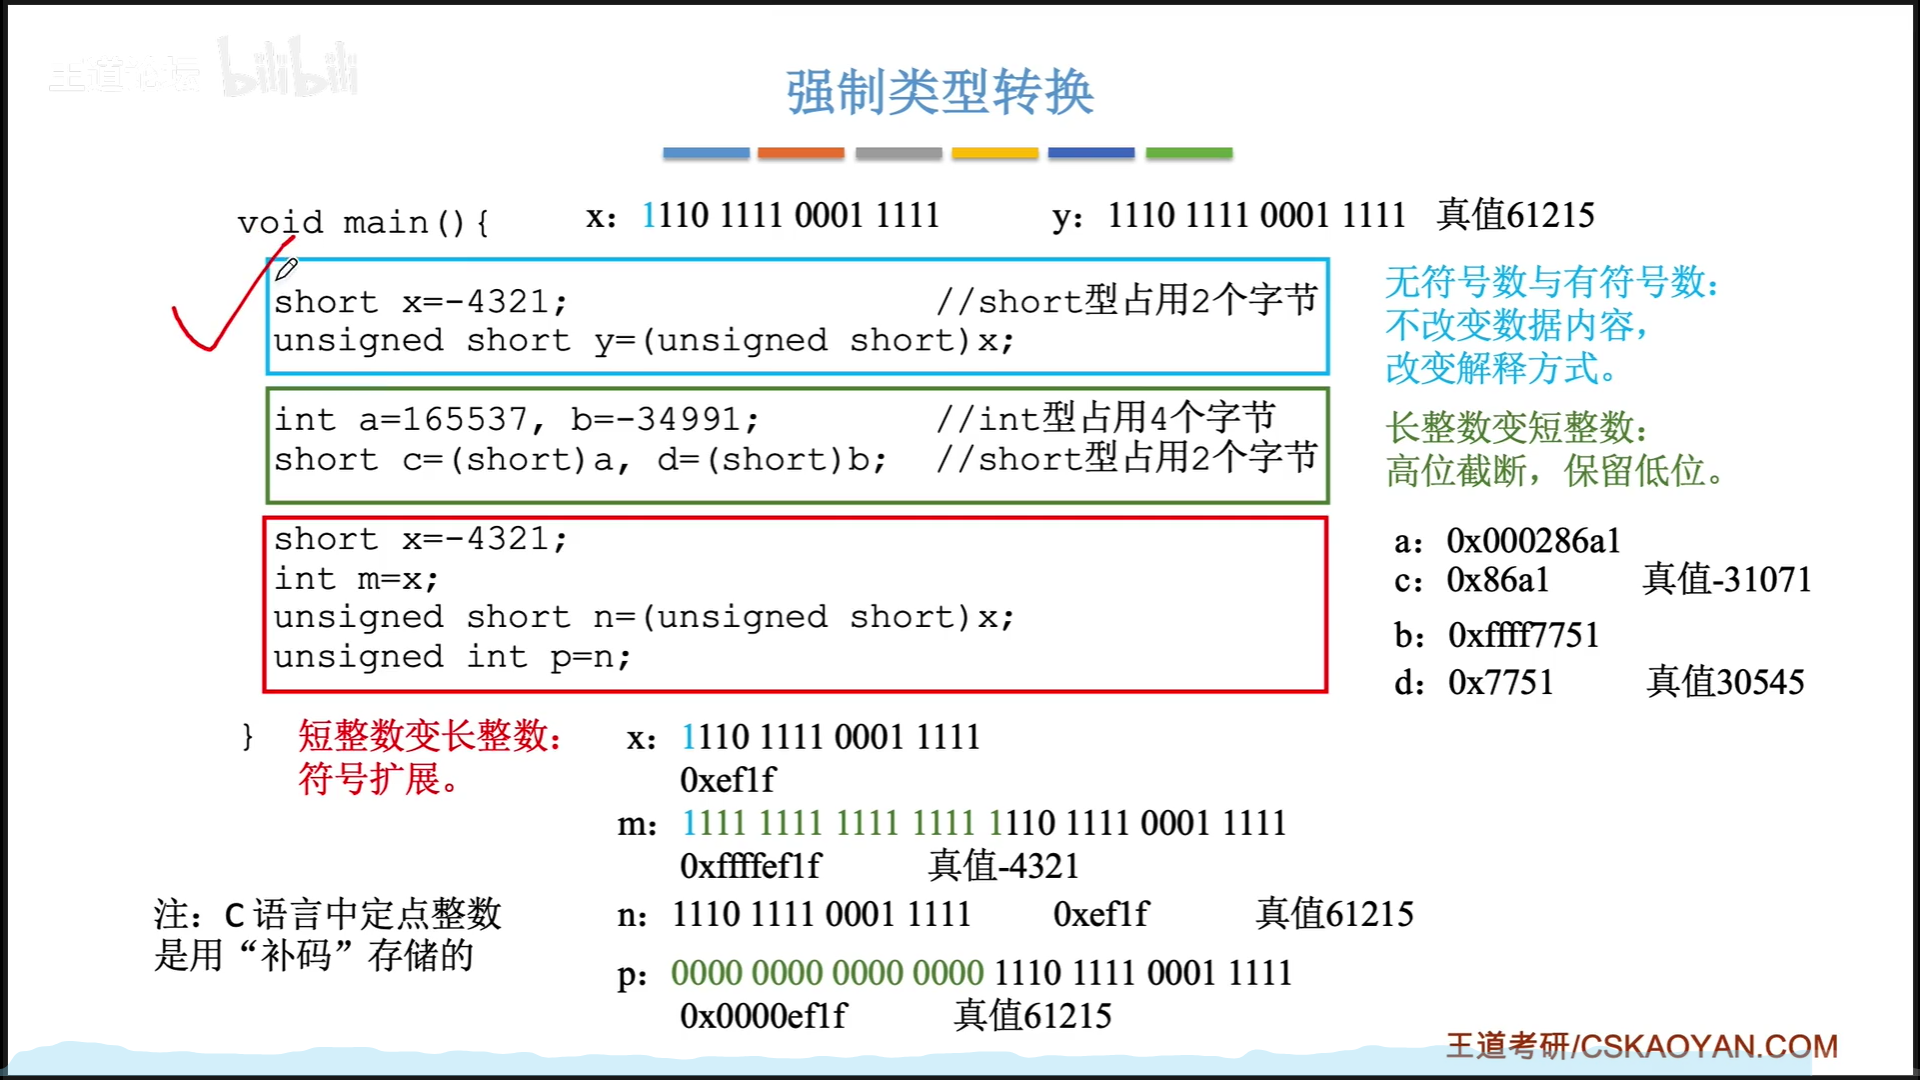 王道论坛 bilibili
强制类型转换
void main(){
x：1110 1111 0001 1111
y：1110 1111 0001 1111 真值61215
short x=-4321; //short型占用2个字节
unsigned short y=(unsigned short)x;
无符号数与有符号数：
不改变数据内容，
改变解释方式。
int a=165537, b=-34991; //int型占用4个字节
short c=(short)a, d=(short)b; //short型占用2个字节
长整数变短整数：
高位截断，保留低位。
short x=-4321;
int m=x;
unsigned short n=(unsigned short)x;
unsigned int p=n;
a：0x000286a1
c：0x86a1 真值-31071
b：0xffff7751
d：0x7751 真值30545
}
短整数变长整数：
符号扩展。
x：1110 1111 0001 1111
0xef1f
m：1111 1111 1111 1111 1110 1111 0001 1111
0xffffef1f 真值-4321
注：C 语言中定点整数
是用“补码”存储的
n：1110 1111 0001 1111 0xef1f 真值61215
p：0000 0000 0000 0000 1110 1111 0001 1111
0x0000ef1f 真值61215
王道考研/CSKAOYAN.COM